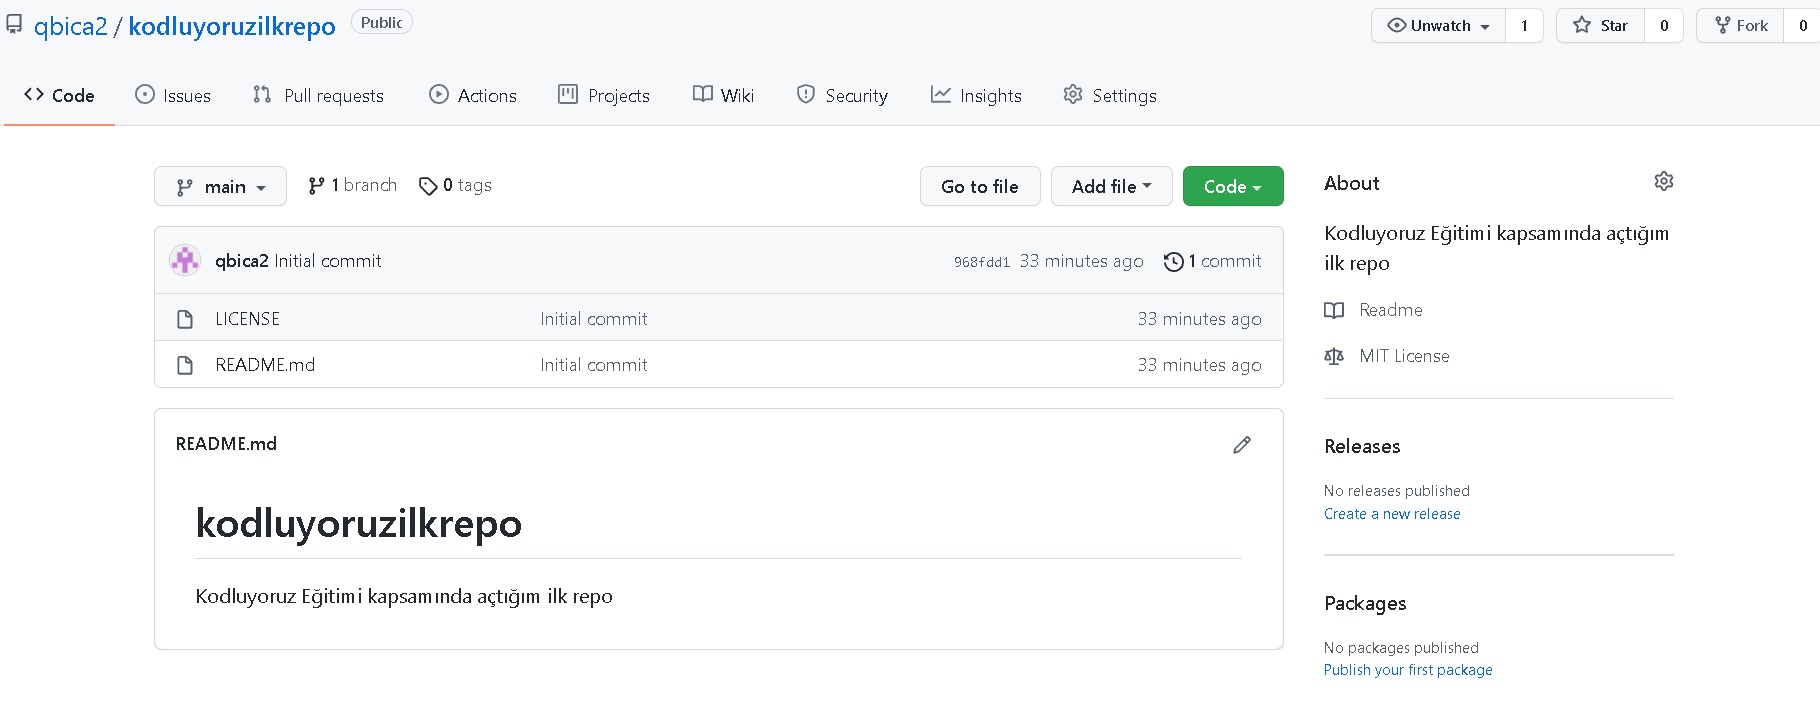 qbica2 / kodluyoruzilkrepo Public
Unwatch 1 Star 0 Fork 0
Code Issues Pull requests Actions Projects Wiki Security Insights Settings
main 1 branch 0 tags Go to file Add file Code
qbica2 Initial commit 968fdd1 33 minutes ago 1 commit
LICENSE Initial commit 33 minutes ago
README.md Initial commit 33 minutes ago
README.md
kodluyoruzilkrepo
Kodluyoruz Eğitimi kapsamında açtığım ilk repo
About
Kodluyoruz Eğitimi kapsamında açtığım
ilk repo
Readme
MIT License
Releases
No releases published
Create a new release
Packages
No packages published
Publish your first package